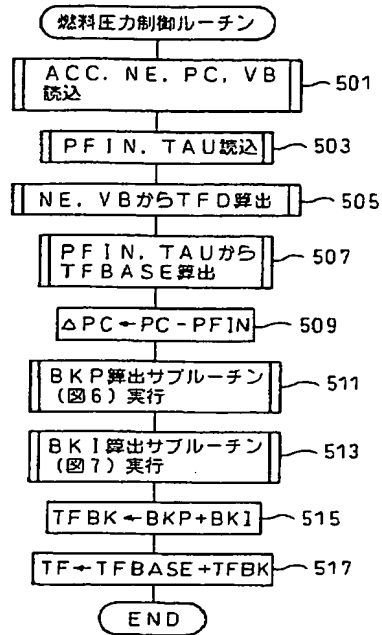 燃料圧力制御ルーチン
ACC, NE, PC, VB
読込
501
PFIN, TAU読込
503
NE, VBからTFD算出
505
PFIN, TAUから
TFBASE算出
507
△PC←PC-PFIN
509
BKP算出サブルーチン
(図6)実行
511
BKI算出サブルーチン
(図7)実行
513
TFBK←BKP+BKI
515
TF←TFBASE+TFBK
517
END